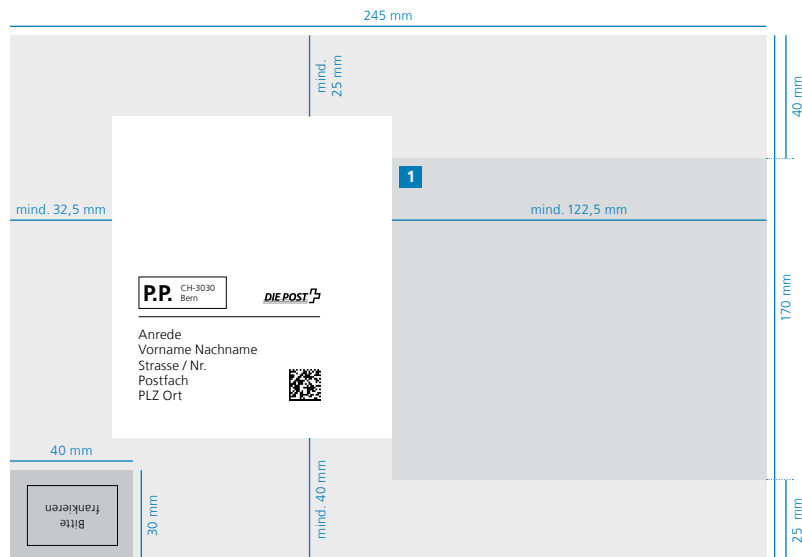 245 mm
mind.
25 mm
40 mm
1
mind. 32,5 mm
mind. 122,5 mm
P.P. CH-3030
Bern
DIE POST
170 mm
Anrede
Vorname Nachname
Strasse / Nr.
Postfach
PLZ Ort
40 mm
Bitte
frankieren
30 mm
mind. 40 mm
25 mm